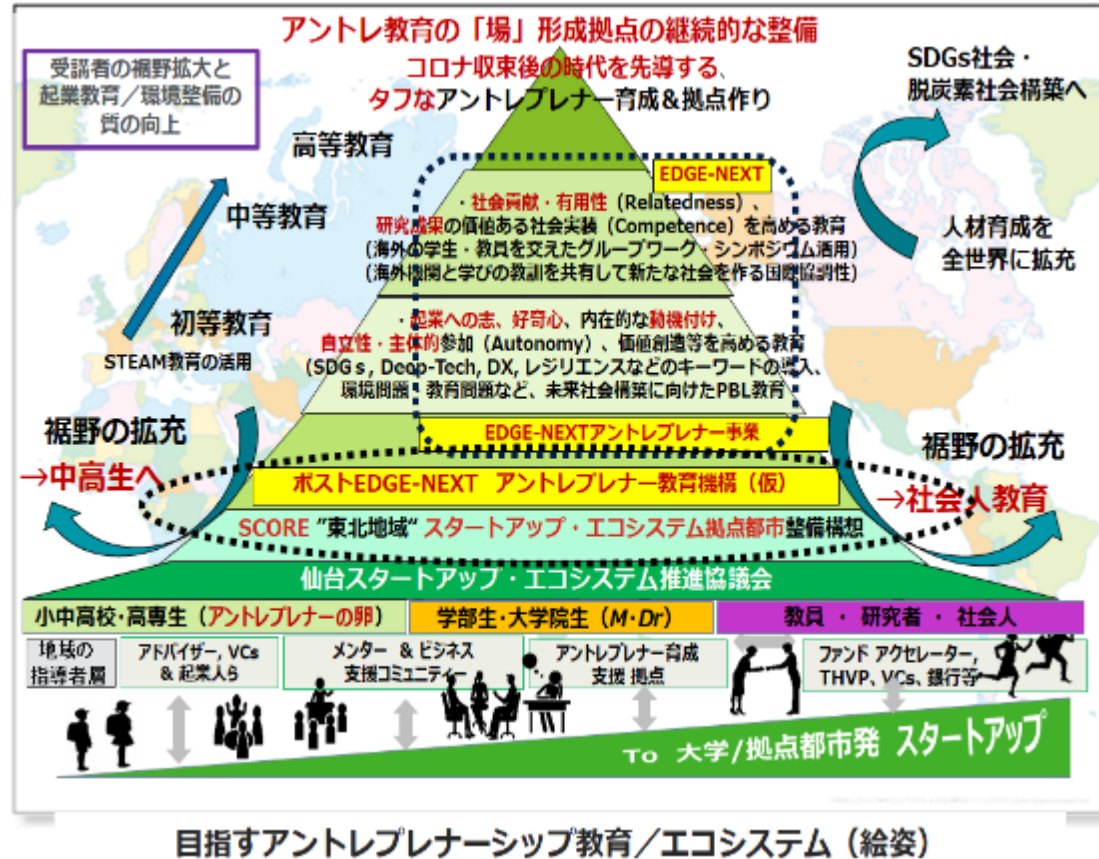 アントレ教育の「場」形成拠点の継続的な整備
コロナ収束後の時代を先導する、
タフなアントレプレナー育成&拠点作り
受講者の裾野拡大と
起業教育/環境整備の
質の向上
SDGs社会・
脱炭素社会構築へ
高等教育
中等教育
初等教育
STEAM教育の活用
人材育成を
全世界に拡充
EDGE-NEXT
・社会貢献・有用性(Relatedness)、
研究成果の価値ある社会実装(Competence)を高める教育
(海外の学生・教員を交えたグループワーク・シンポジウム活用)
(海外機関と学びの教訓を共有して新たな社会を作る国際協調性)
・起業への志、好奇心、内在的な動機付け、
自立性・主体的参加(Autonomy)、価値創造等を高める教育
(SDGs, Deep-Tech, DX, レジリエンスなどのキーワードの導入、
環境問題 教育問題など、未来社会構築に向けたPBL教育
EDGE-NEXTアントレプレナー事業
裾野の拡充
→中高生へ
裾野の拡充
→社会人教育
ポストEDGE-NEXT アントレプレナー教育機構(仮)
SCORE "東北地域" スタートアップ・エコシステム拠点都市整備構想
仙台スタートアップ・エコシステム推進協議会
小中高校・高専生(アントレプレナーの卵)
学部生・大学院生(M・Dr)
教員 ・ 研究者 ・ 社会人
地域の
指導者層
アドバイザー, VCs
& 起業人ら
メンター & ビジネス
支援コミュニティー
アントレプレナー育成
支援 拠点
ファンド アクセレーター,
THVP、VCs、銀行等
To 大学/拠点都市発 スタートアップ
目指すアントレプレナーシップ教育/エコシステム(絵姿)